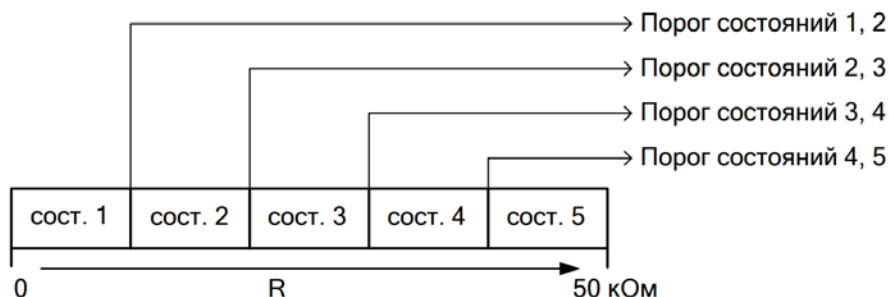 Порог состояний 1, 2
Порог состояний 2, 3
Порог состояний 3, 4
Порог состояний 4, 5
сост. 1 сост. 2 сост. 3 сост. 4 сост. 5
0 R 50 кОм